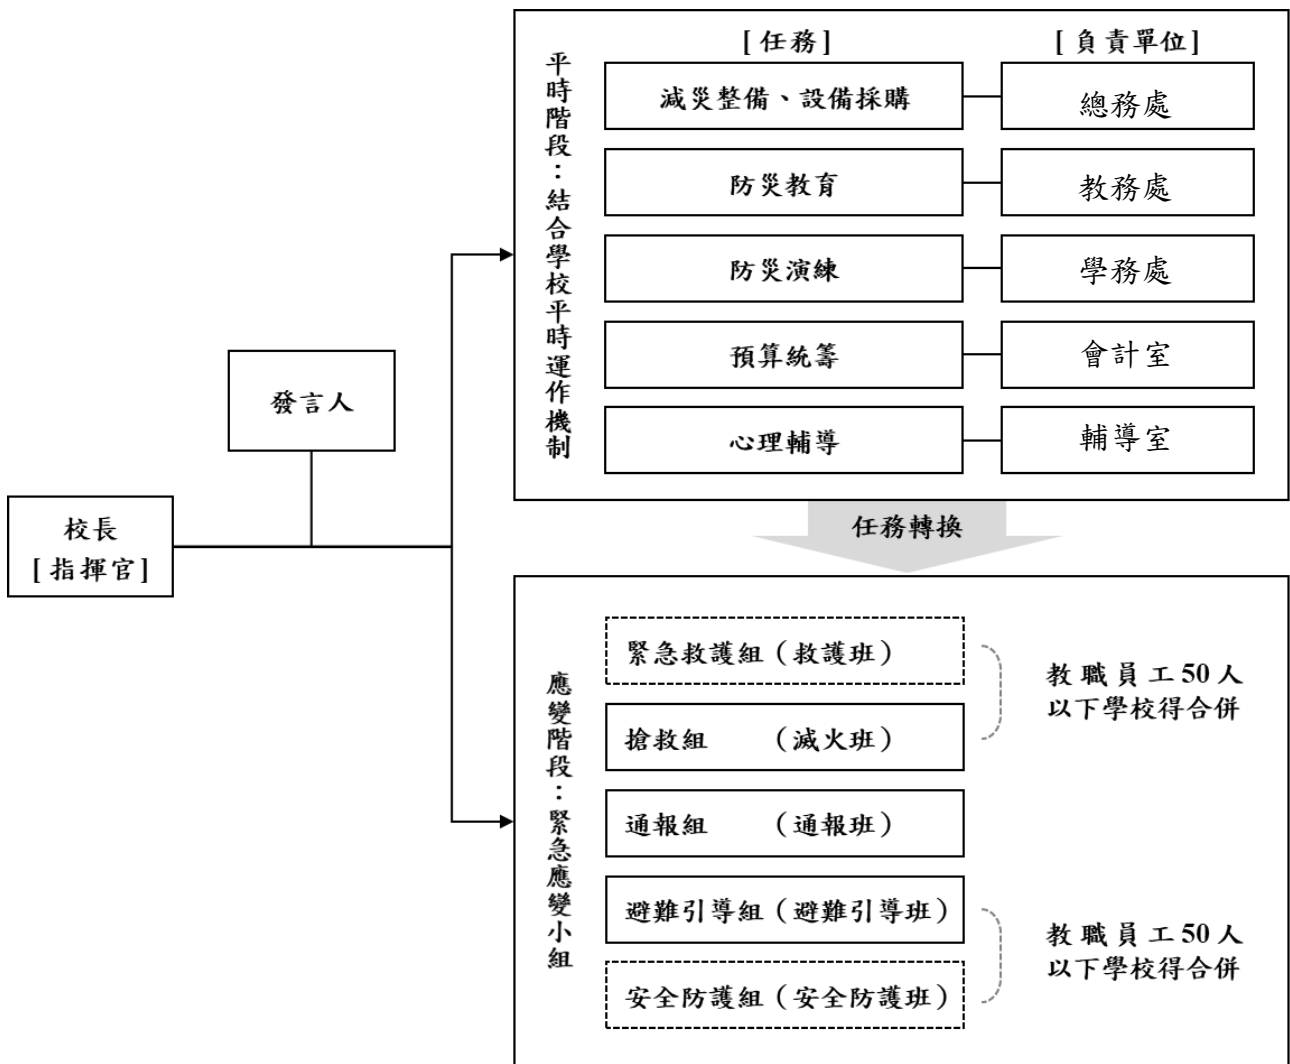 [任務]
[負責單位]
平時階段：結合學校平時運作機制
減災整備、設備採購
總務處
防災教育
教務處
防災演練
學務處
預算統籌
會計室
心理輔導
輔導室
發言人
校長
[指揮官]
任務轉換
應變階段：緊急應變小組
緊急救護組（救護班）
搶救組　　（滅火班）
教職員工50人
以下學校得合併
通報組　　（通報班）
避難引導組（避難引導班）
安全防護組（安全防護班）
教職員工50人
以下學校得合併